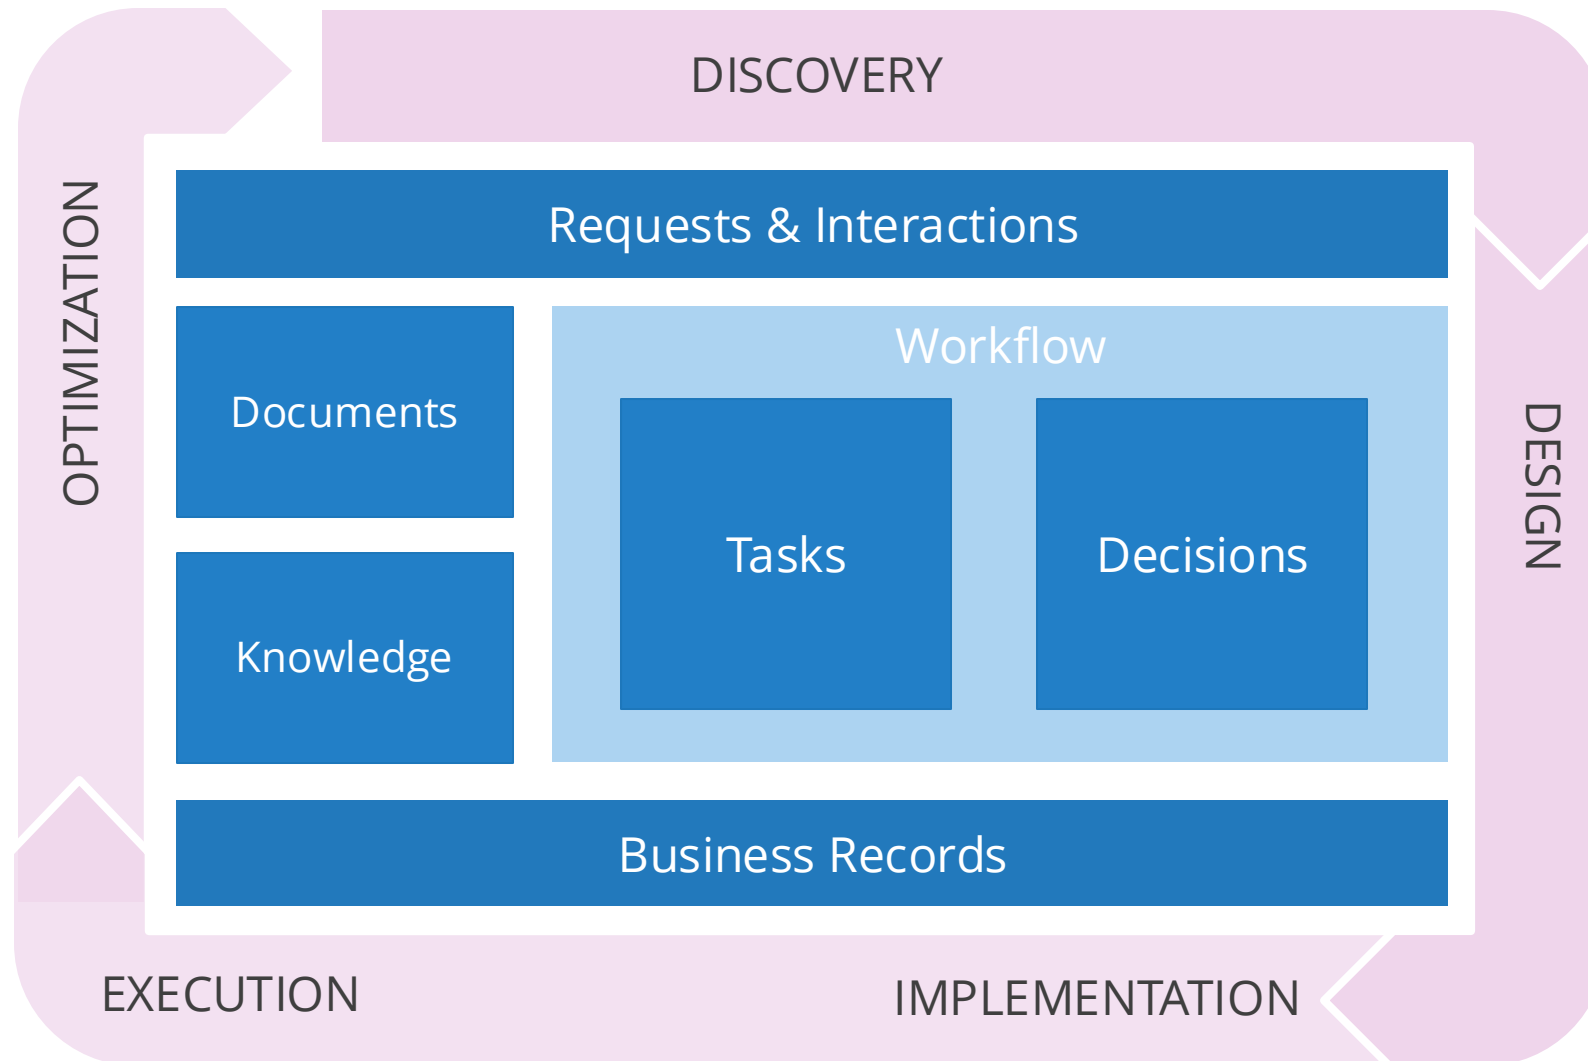 DISCOVERY
Requests & Interactions
OPTIMIZATION
Documents
Workflow
Tasks
Decisions
DESIGN
Knowledge
Business Records
EXECUTION
IMPLEMENTATION